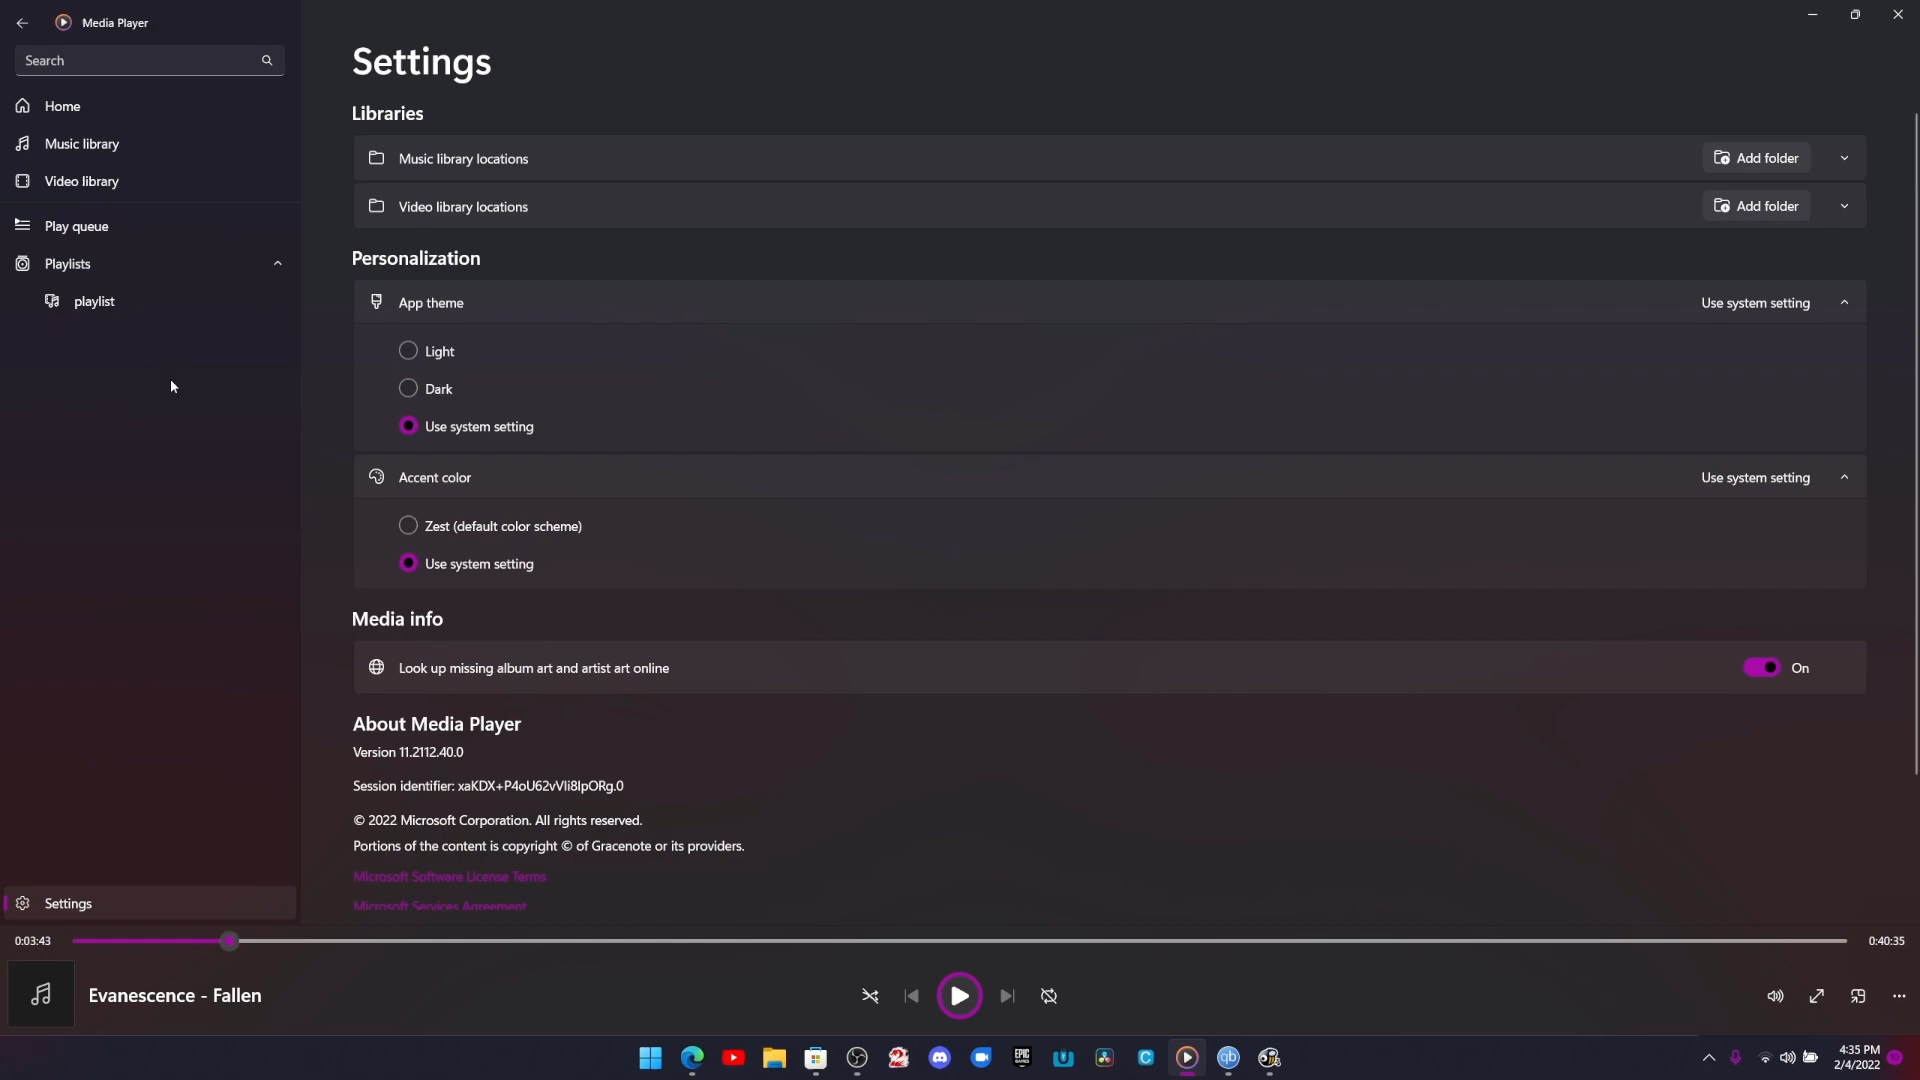 Media Player
Search
Home
Music library
Video library
Play queue
Playlists
playlist
Settings
Settings
Libraries
Music library locations
Add folder
Video library locations
Add folder
Personalization
App theme
Use system setting
Light
Dark
Use system setting
Accent color
Use system setting
Zest (default color scheme)
Use system setting
Media info
Look up missing album art and artist art online
On
About Media Player
Version 11.2112.40.0
Session identifier: xaKDX+P4oU62vVli8lpORg.0
© 2022 Microsoft Corporation. All rights reserved.
Portions of the content is copyright © of Gracenote or its providers.
Microsoft Software License Terms
Microsoft Services Agreement
0:03:43
0:40:35
Evanescence - Fallen
EPIC
GAMES
C
qb
4:35 PM
2/4/2022
10